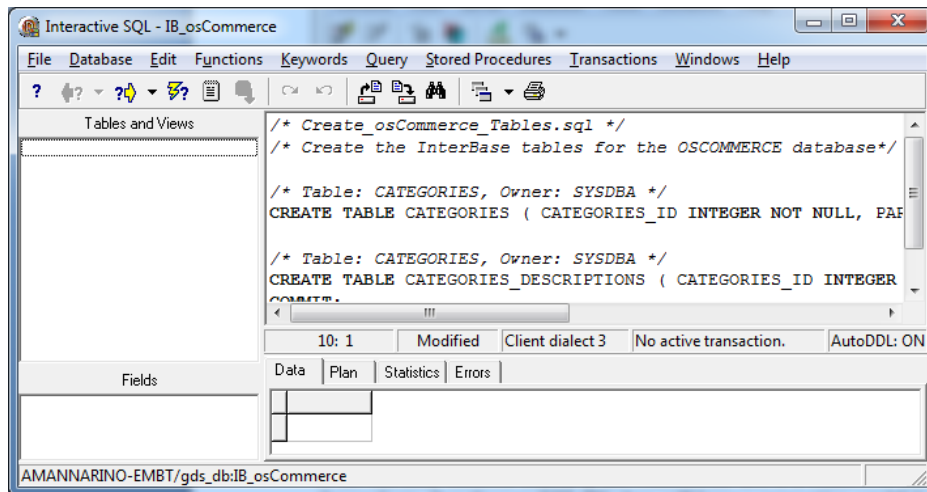 Interactive SQL - IB_osCommerce
File Database Edit Functions Keywords Query Stored Procedures Transactions Windows Help
Tables and Views
/* Create_osCommerce_Tables.sql */
/* Create the InterBase tables for the OSCOMMERCE database*/
/* Table: CATEGORIES, Owner: SYSDBA */
CREATE TABLE CATEGORIES ( CATEGORIES_ID INTEGER NOT NULL, PAR
/* Table: CATEGORIES, Owner: SYSDBA */
CREATE TABLE CATEGORIES_DESCRIPTIONS ( CATEGORIES_ID INTEGER
COMMIT;
10: 1 Modified Client dialect 3 No active transaction. AutoDDL: ON
Fields
Data Plan Statistics Errors
AMANNARINO-EMBT/gds_db:IB_osCommerce